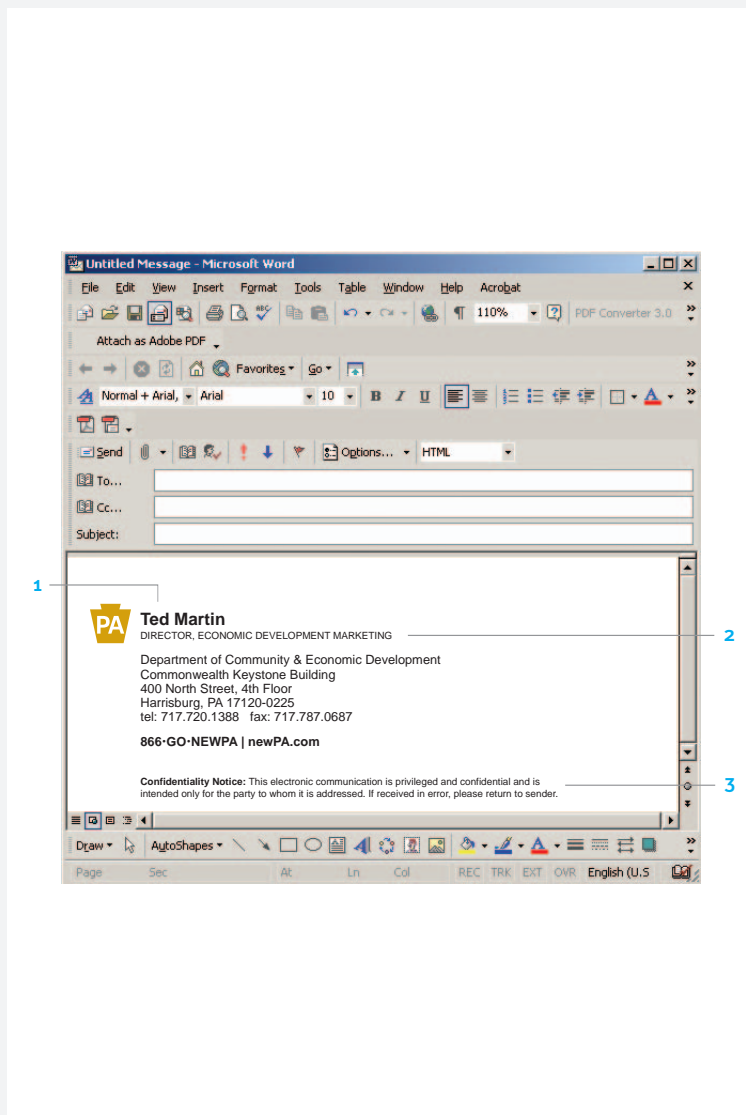 Untitled Message - Microsoft Word
File Edit View Insert Format Tools Table Window Help Acrobat
¶ 110% PDF Converter 3.0
Attach as Adobe PDF
Favorites Go
Normal + Arial, Arial 10 B I U A
Send Options... HTML
To...
Cc...
Subject:
1
PA
Ted Martin
DIRECTOR, ECONOMIC DEVELOPMENT MARKETING
2
Department of Community & Economic Development
Commonwealth Keystone Building
400 North Street, 4th Floor
Harrisburg, PA 17120-0225
tel: 717.720.1388 fax: 717.787.0687
866·GO·NEWPA | newPA.com
Confidentiality Notice: This electronic communication is privileged and confidential and is
intended only for the party to whom it is addressed. If received in error, please return to sender.
3
Draw AutoShapes A
Page Sec At Ln Col REC TRK EXT OVR English (U.S